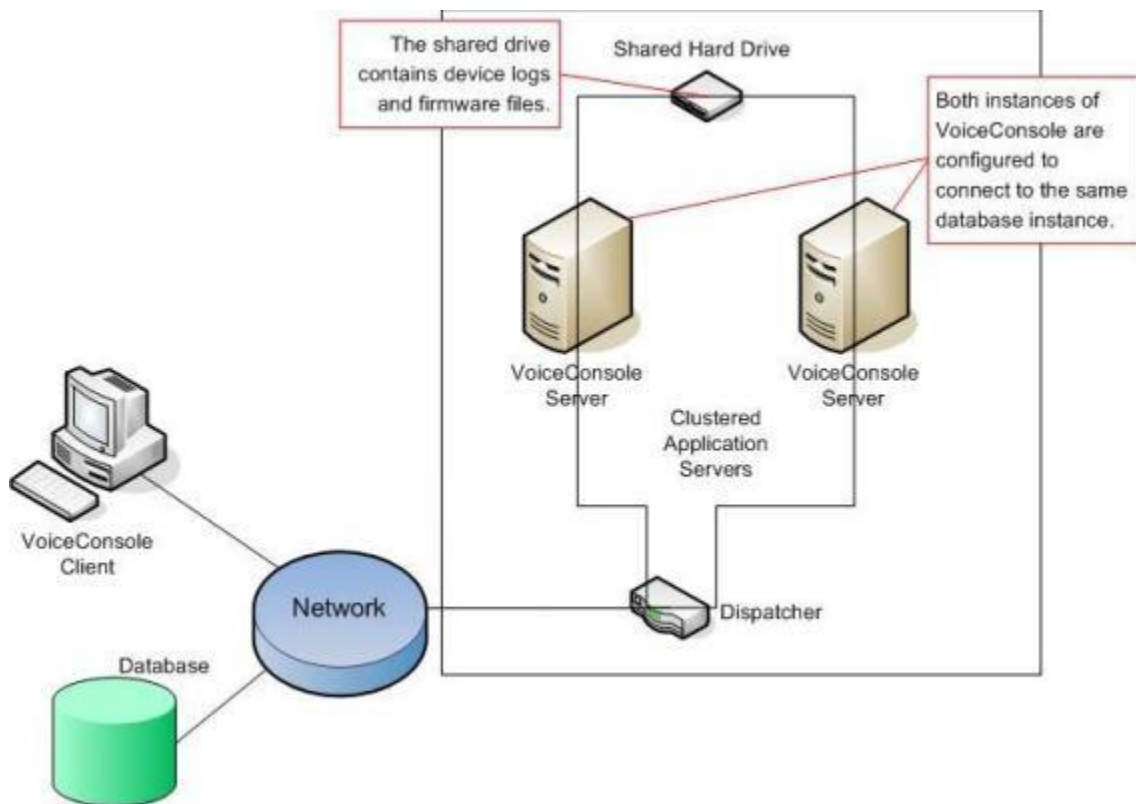 The shared drive
contains device logs
and firmware files.
Shared Hard Drive
Both instances of
VoiceConsole are
configured to
connect to the same
database instance.
VoiceConsole
Server
VoiceConsole
Server
Clustered
Application
Servers
VoiceConsole
Client
Network
Dispatcher
Database